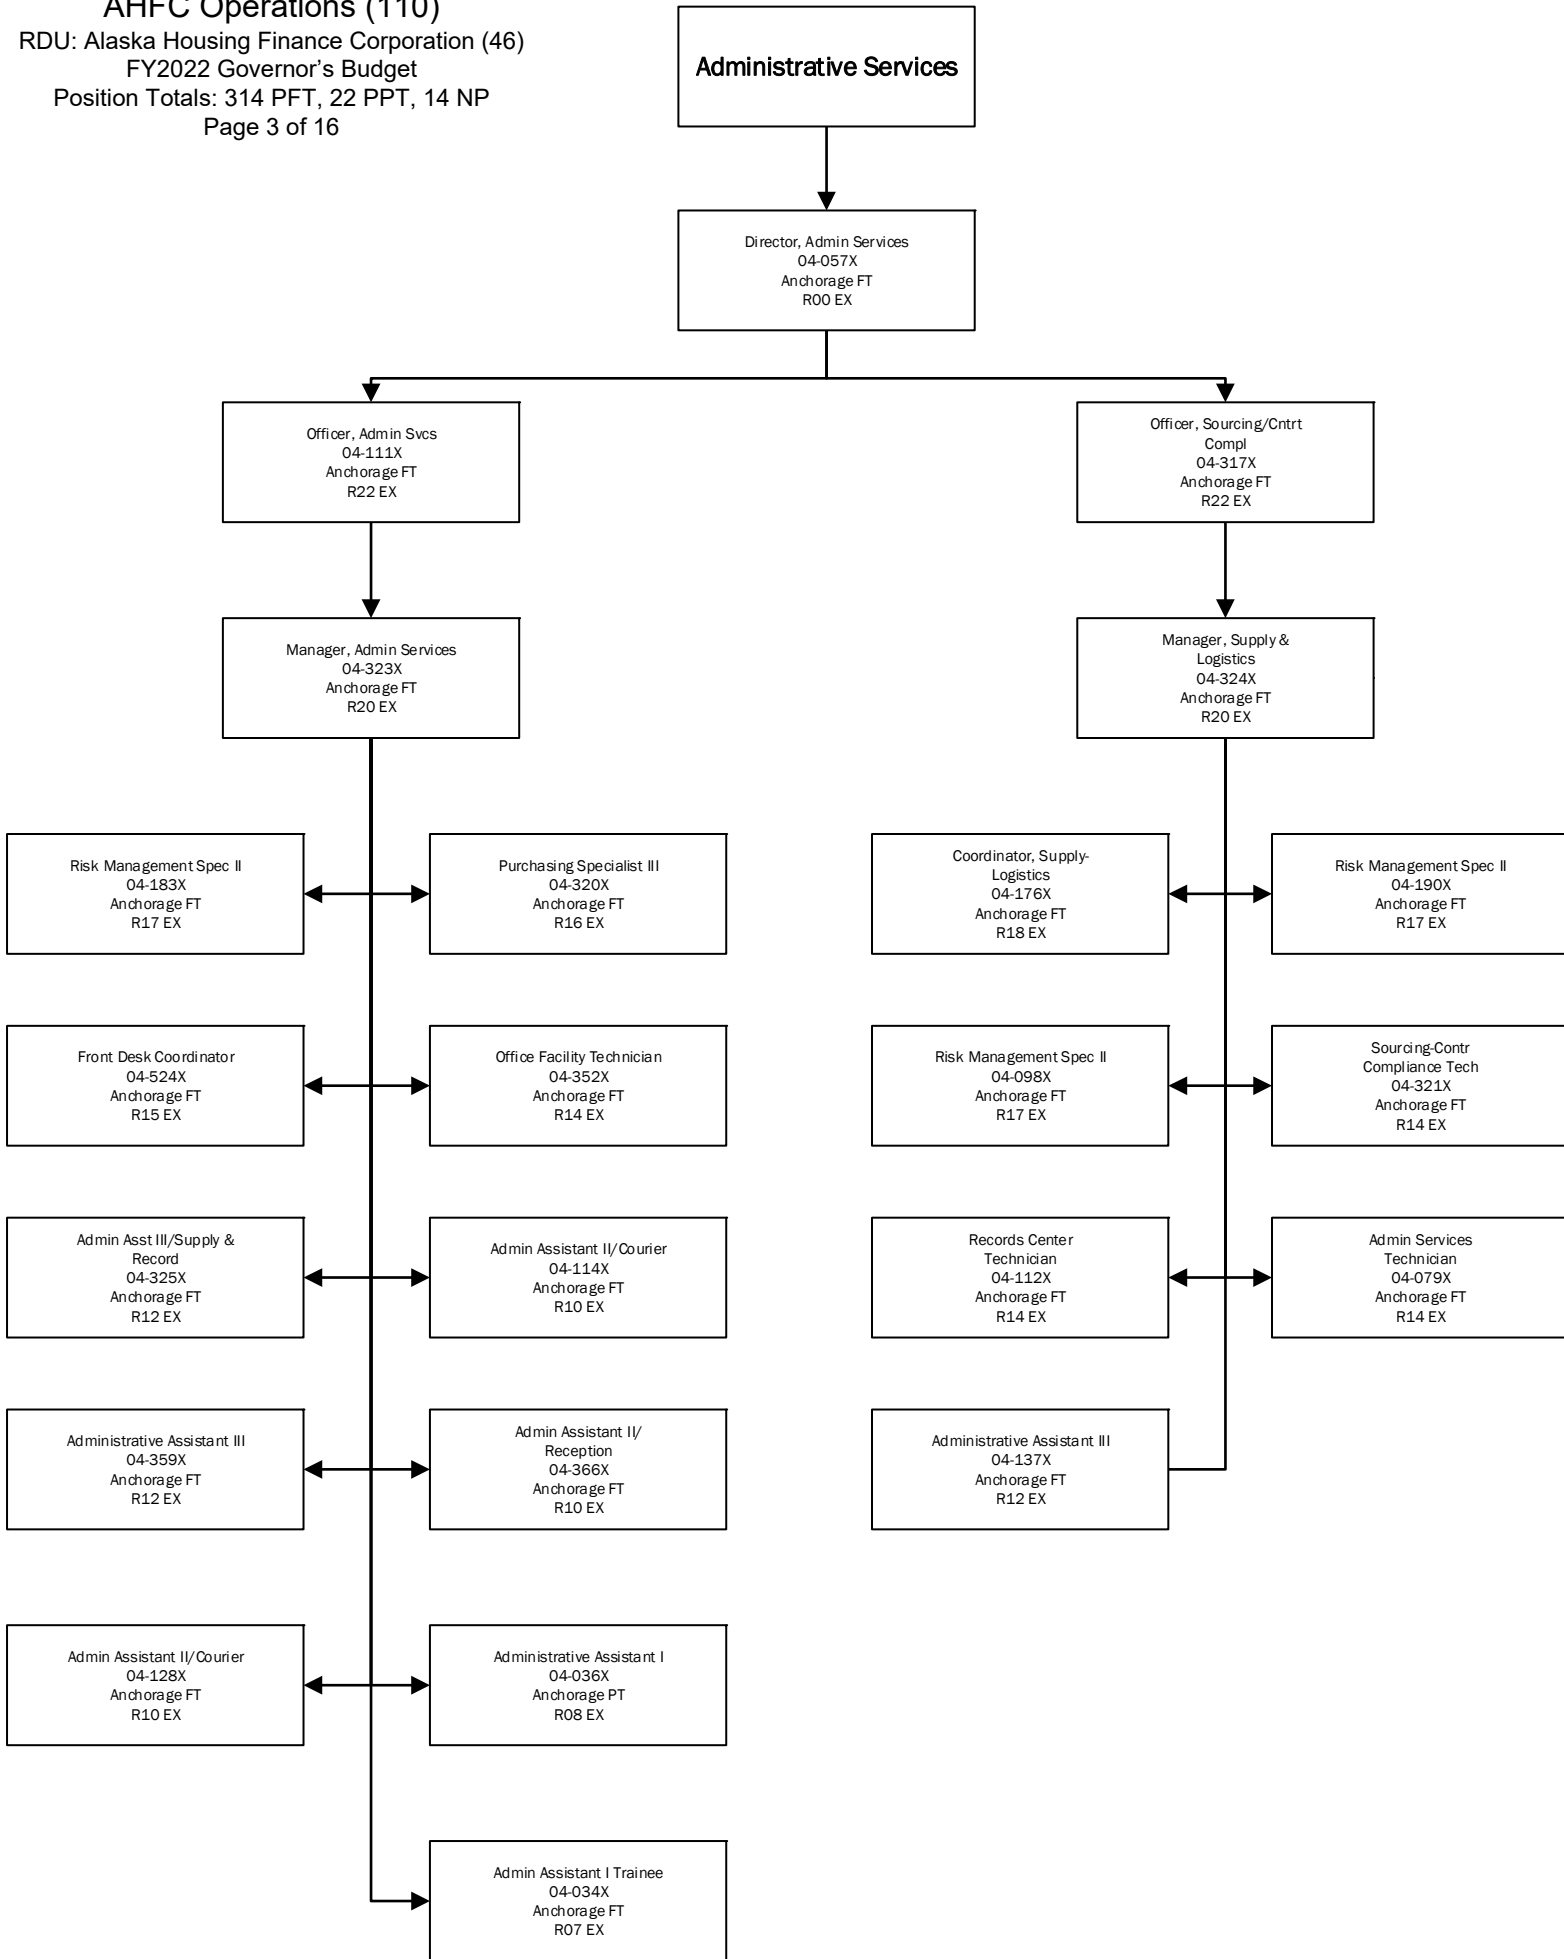 AHFC Operations (110)
RDU: Alaska Housing Finance Corporation (46)
FY2022 Governor's Budget
Position Totals: 314 PFT, 22 PPT, 14 NP
Page 3 of 16
Administrative Services
Director, Admin Services
04-057X
Anchorage FT
R00 EX
Officer, Admin Svcs
04-111X
Anchorage FT
R22 EX
Officer, Sourcing/Cntrt
Compl
04-317X
Anchorage FT
R22 EX
Manager, Admin Services
04-323X
Anchorage FT
R20 EX
Manager, Supply &
Logistics
04-324X
Anchorage FT
R20 EX
Risk Management Spec II
04-183X
Anchorage FT
R17 EX
Purchasing Specialist III
04-320X
Anchorage FT
R16 EX
Coordinator, Supply-
Logistics
04-176X
Anchorage FT
R18 EX
Risk Management Spec II
04-190X
Anchorage FT
R17 EX
Front Desk Coordinator
04-524X
Anchorage FT
R15 EX
Office Facility Technician
04-352X
Anchorage FT
R14 EX
Risk Management Spec II
04-098X
Anchorage FT
R17 EX
Sourcing-Contr
Compliance Tech
04-321X
Anchorage FT
R14 EX
Admin Asst III/Supply &
Record
04-325X
Anchorage FT
R12 EX
Admin Assistant II/Courier
04-114X
Anchorage FT
R10 EX
Records Center
Technician
04-112X
Anchorage FT
R14 EX
Admin Services
Technician
04-079X
Anchorage FT
R14 EX
Administrative Assistant III
04-359X
Anchorage FT
R12 EX
Admin Assistant II/
Reception
04-366X
Anchorage FT
R10 EX
Administrative Assistant III
04-137X
Anchorage FT
R12 EX
Admin Assistant II/Courier
04-128X
Anchorage FT
R10 EX
Administrative Assistant I
04-036X
Anchorage PT
R08 EX
Admin Assistant I Trainee
04-034X
Anchorage FT
R07 EX